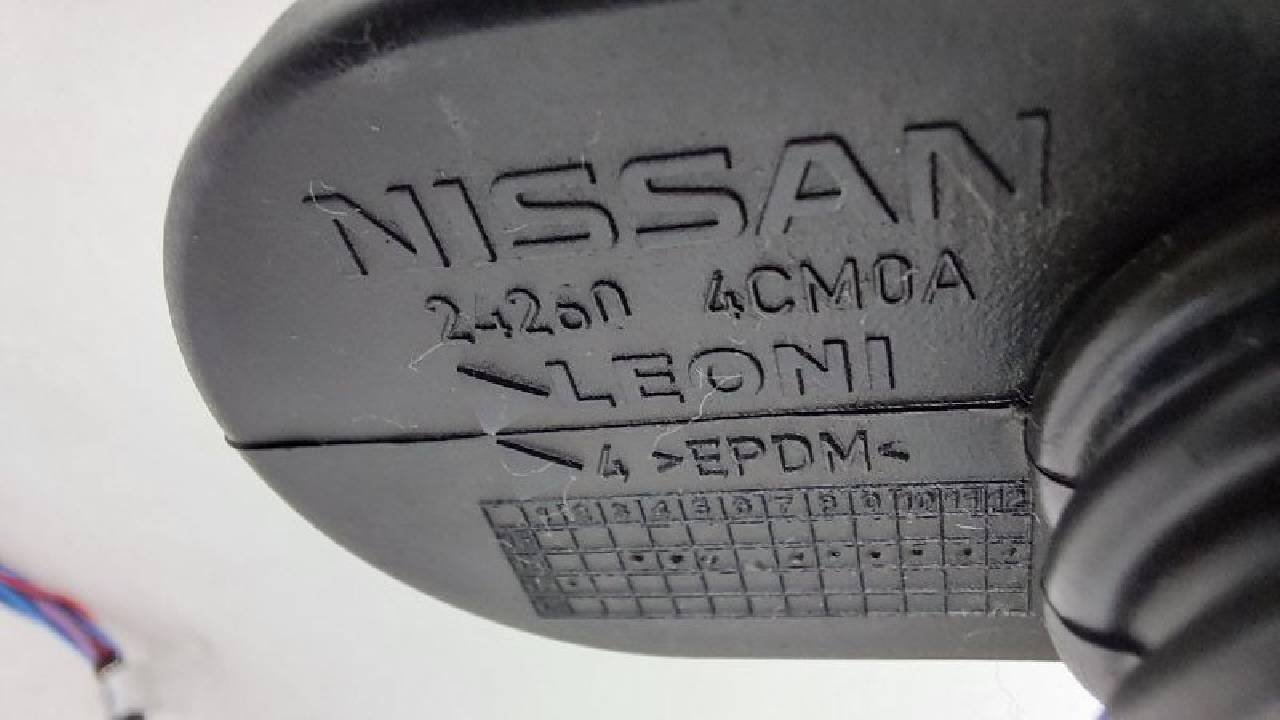 NISSAN
24260 4CM0A
LEONI
4 >EPDM<
1 2 3 4 5 6 7 8 9 10 11 12